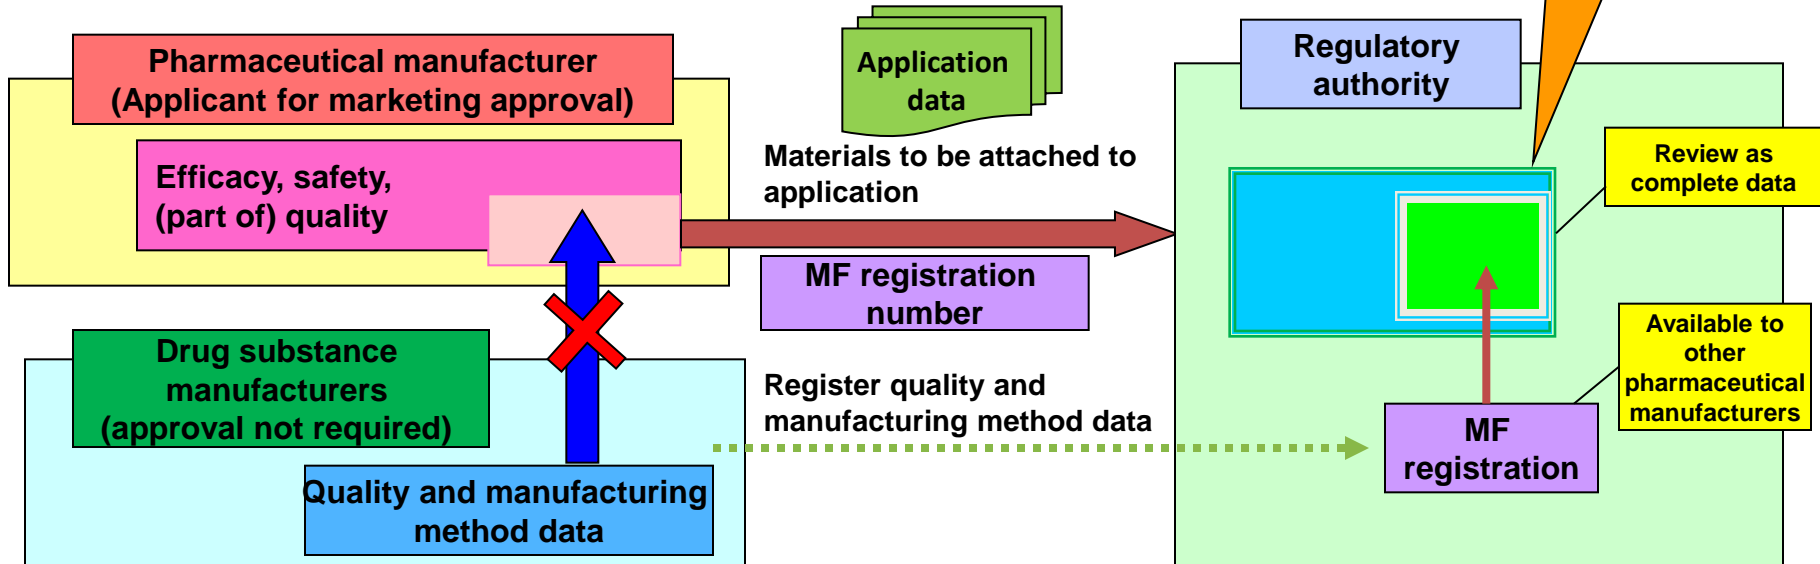 Pharmaceutical manufacturer
(Applicant for marketing approval)
Efficacy, safety,
(part of) quality
Drug substance
manufacturers
(approval not required)
Quality and manufacturing
method data
Application
data
Materials to be attached to
application
MF registration
number
Register quality and
manufacturing method data
Regulatory
authority
Review as
complete data
Available to
other
pharmaceutical
manufacturers
MF
registration